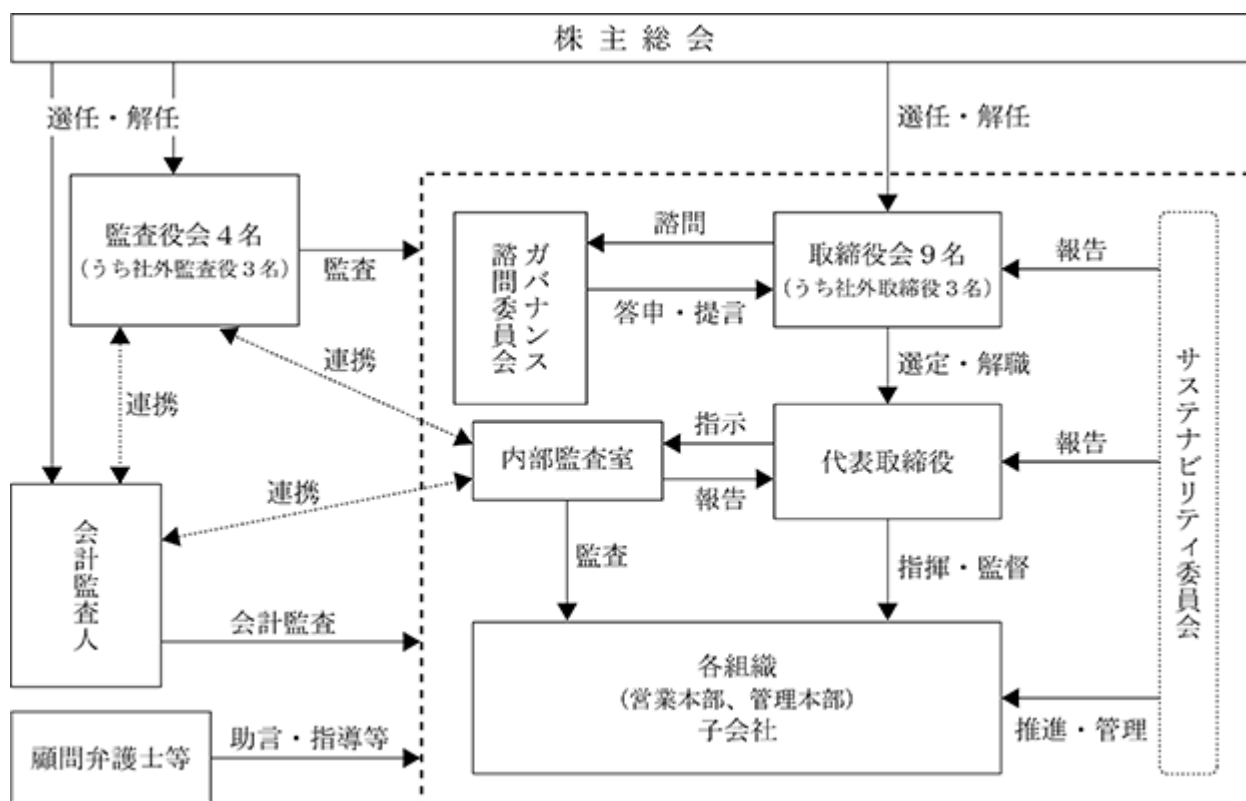 株主総会
選任・解任
選任・解任
監査役会4名
(うち社外監査役3名)
監査
ガバナンス
諮問委員会
諮問
答申・提言
取締役会9名
(うち社外取締役3名)
報告
サステナビリティ委員会
連携
連携
選定・解職
内部監査室
指示
報告
代表取締役
報告
会計監査人
連携
監査
指揮・監督
会計監査
各組織
(営業本部、管理本部)
子会社
推進・管理
顧問弁護士等
助言・指導等